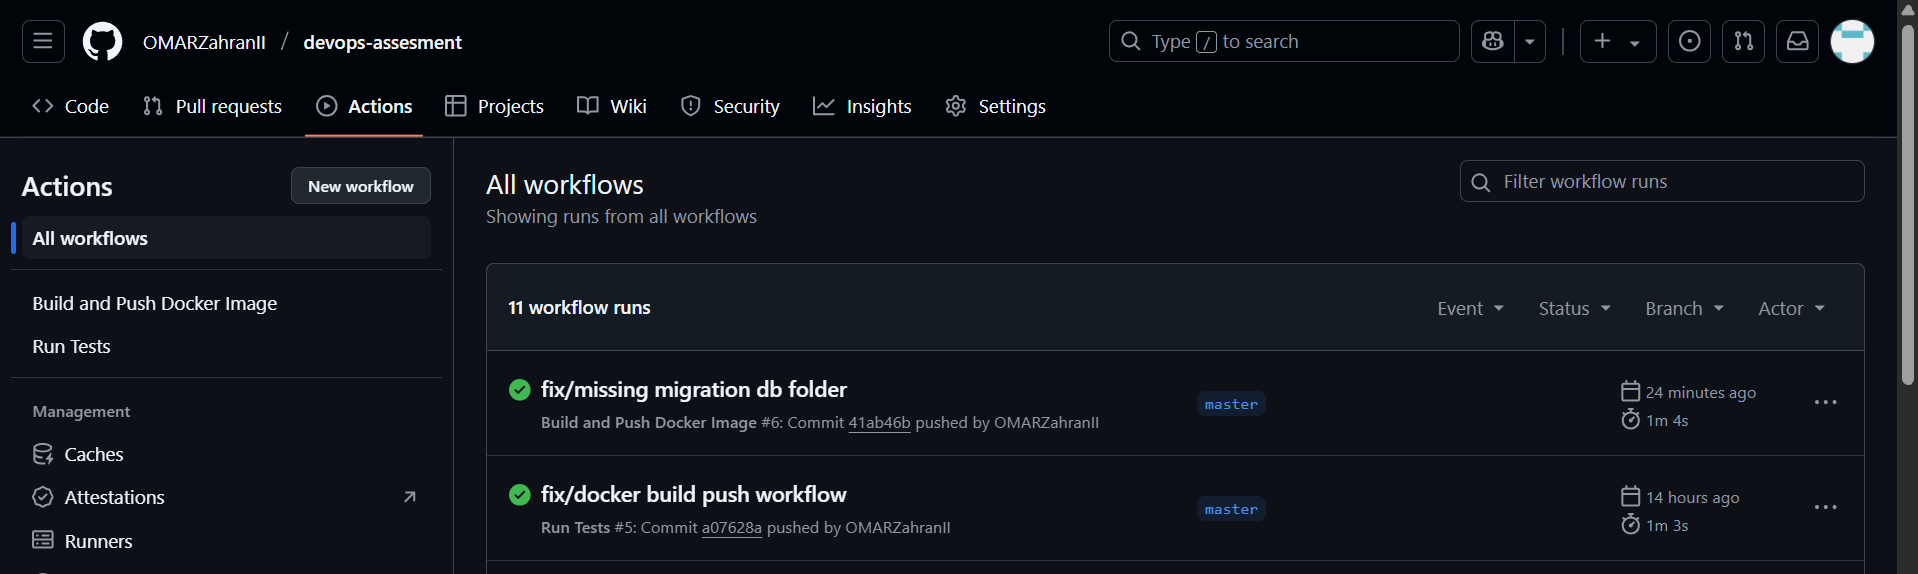 OMARZahranII / devops-assesment
Type / to search
Code
Pull requests
Actions
Projects
Wiki
Security
Insights
Settings
Actions
New workflow
All workflows
Build and Push Docker Image
Run Tests
Management
Caches
Attestations
Runners
All workflows
Showing runs from all workflows
Filter workflow runs
11 workflow runs
Event
Status
Branch
Actor
fix/missing migration db folder
Build and Push Docker Image #6: Commit 41ab46b pushed by OMARZahranII
master
24 minutes ago
1m 4s
fix/docker build push workflow
Run Tests #5: Commit a07628a pushed by OMARZahranII
master
14 hours ago
1m 3s